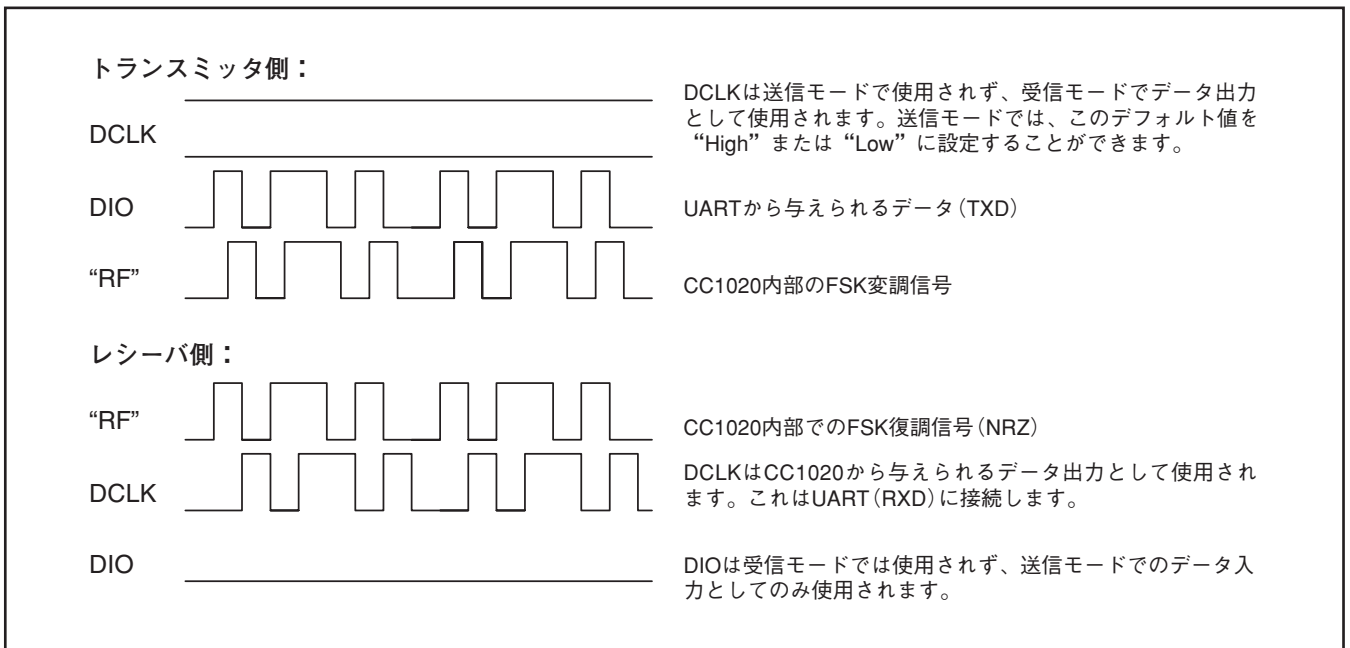 トランスミッタ側：
DCLK
DCLKは送信モードで使用されず、受信モードでデータ出力
として使用されます。送信モードでは、このデフォルト値を
“High”または“Low”に設定することができます。
DIO
UARTから与えられるデータ(TXD)
“RF”
CC1020内部のFSK変調信号
レシーバ側：
“RF”
CC1020内部でのFSK復調信号(NRZ)
DCLK
DCLKはCC1020から与えられるデータ出力として使用され
ます。これはUART(RXD)に接続します。
DIO
DIOは受信モードでは使用されず、送信モードでのデータ入
力としてのみ使用されます。